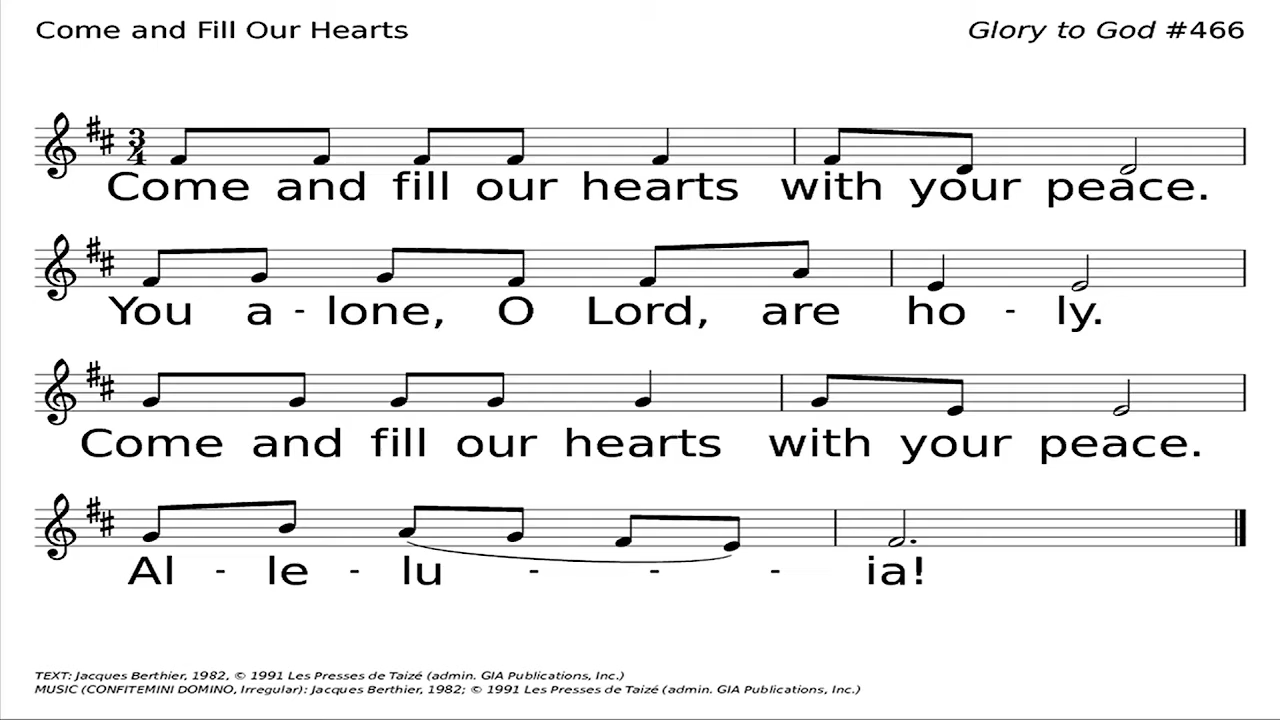 Come and Fill Our Hearts Glory to God #466
3
4
Come and fill our hearts with your peace.
You a - lone, O Lord, are ho - ly.
Come and fill our hearts with your peace.
Al - le - lu - - - ia!
TEXT: Jacques Berthier, 1982, © 1991 Les Presses de Taizé (admin. GIA Publications, Inc.)
MUSIC (CONFITEMINI DOMINO, Irregular): Jacques Berthier, 1982; © 1991 Les Presses de Taizé (admin. GIA Publications, Inc.)